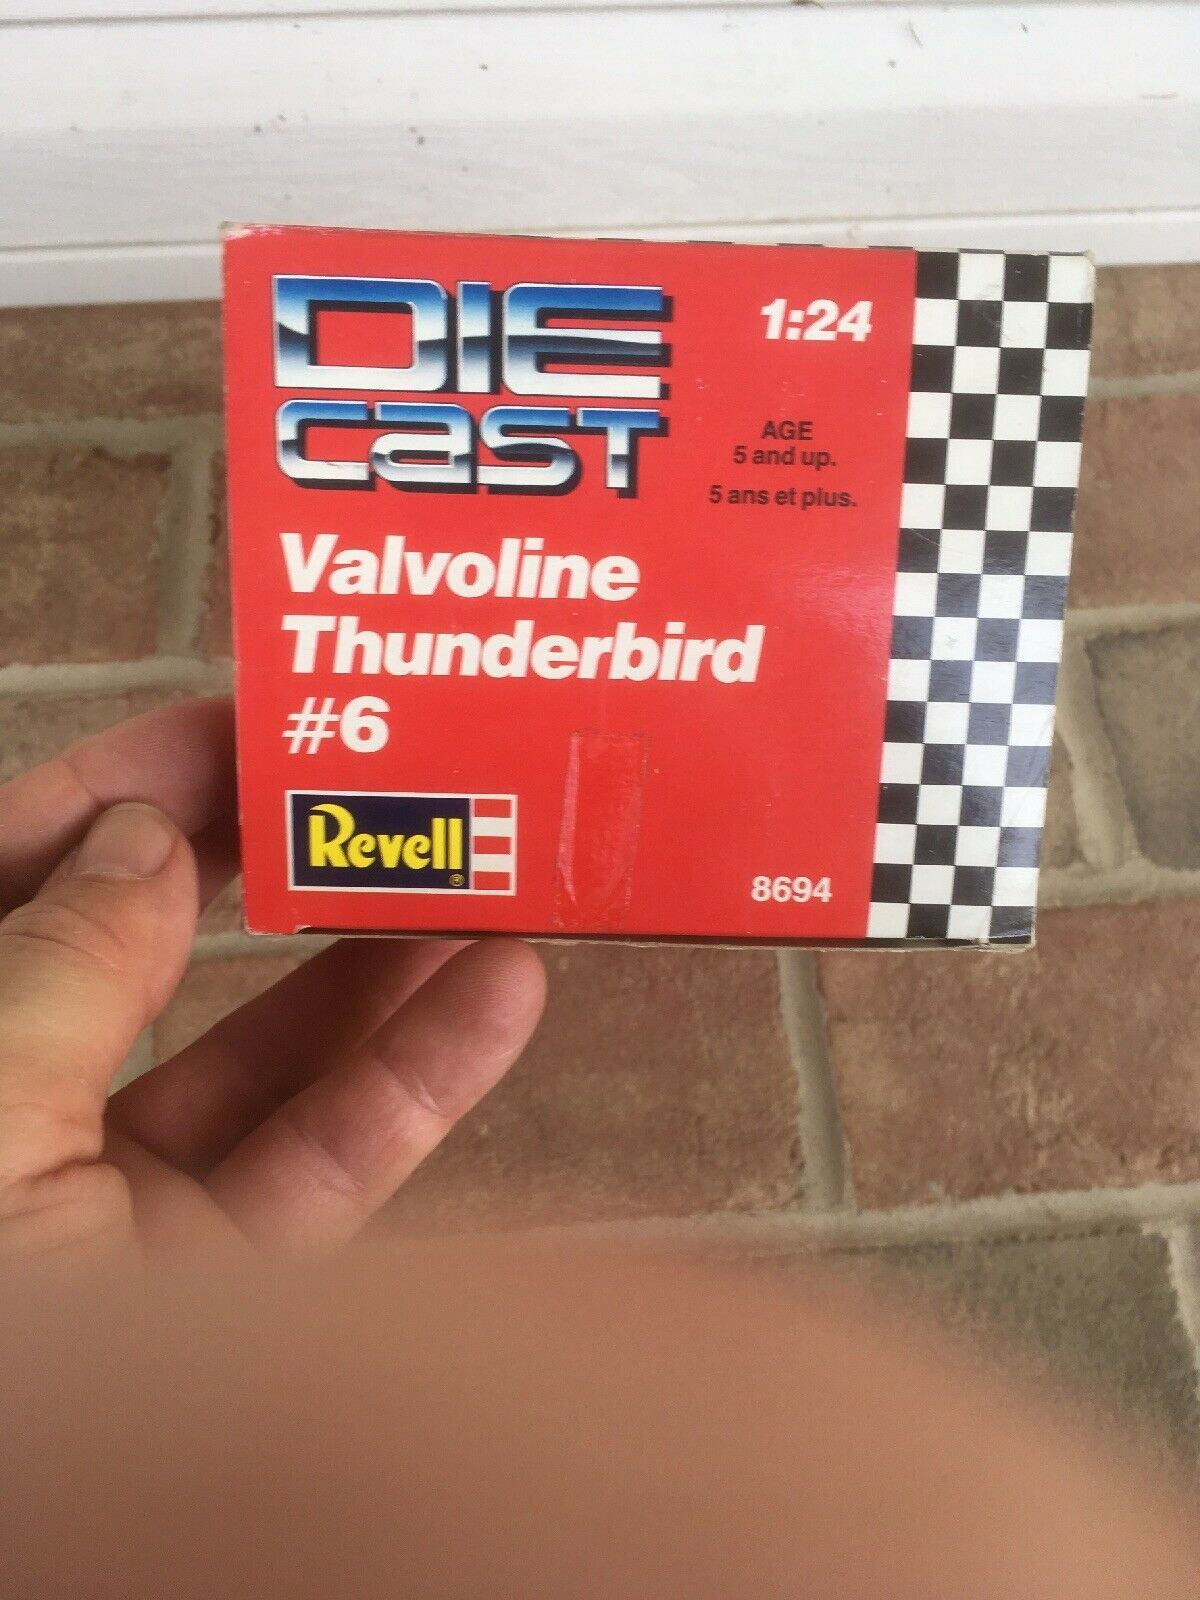 DIE
cast
1:24
AGE
5 and up.
5 ans et plus.
Valvoline
Thunderbird
#6
Revell®
8694